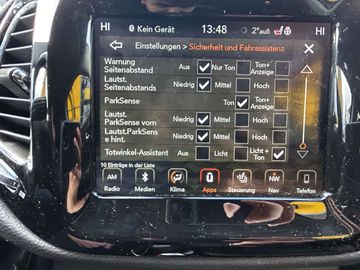 HI Kein Gerät 13:48 2°auß HI
Einstellungen > Sicherheit und Fahrassistenz X
Warnung Ton+
Seitenabstand Aus Nur Ton Anzeige
Lautst.
Seitenabstands Niedrig Mittel Hoch
ParkSense Ton Ton+
Anzeige
Lautst.
ParkSense vorn Niedrig Mittel Hoch
Lautst.ParkSens
e hint. Niedrig Mittel Hoch
Totwinkel-Assistent Aus Licht Licht +
Ton
10 Einträge in der Liste
AM NW
Radio Medien Klima Apps Steuerung Nav Telefon